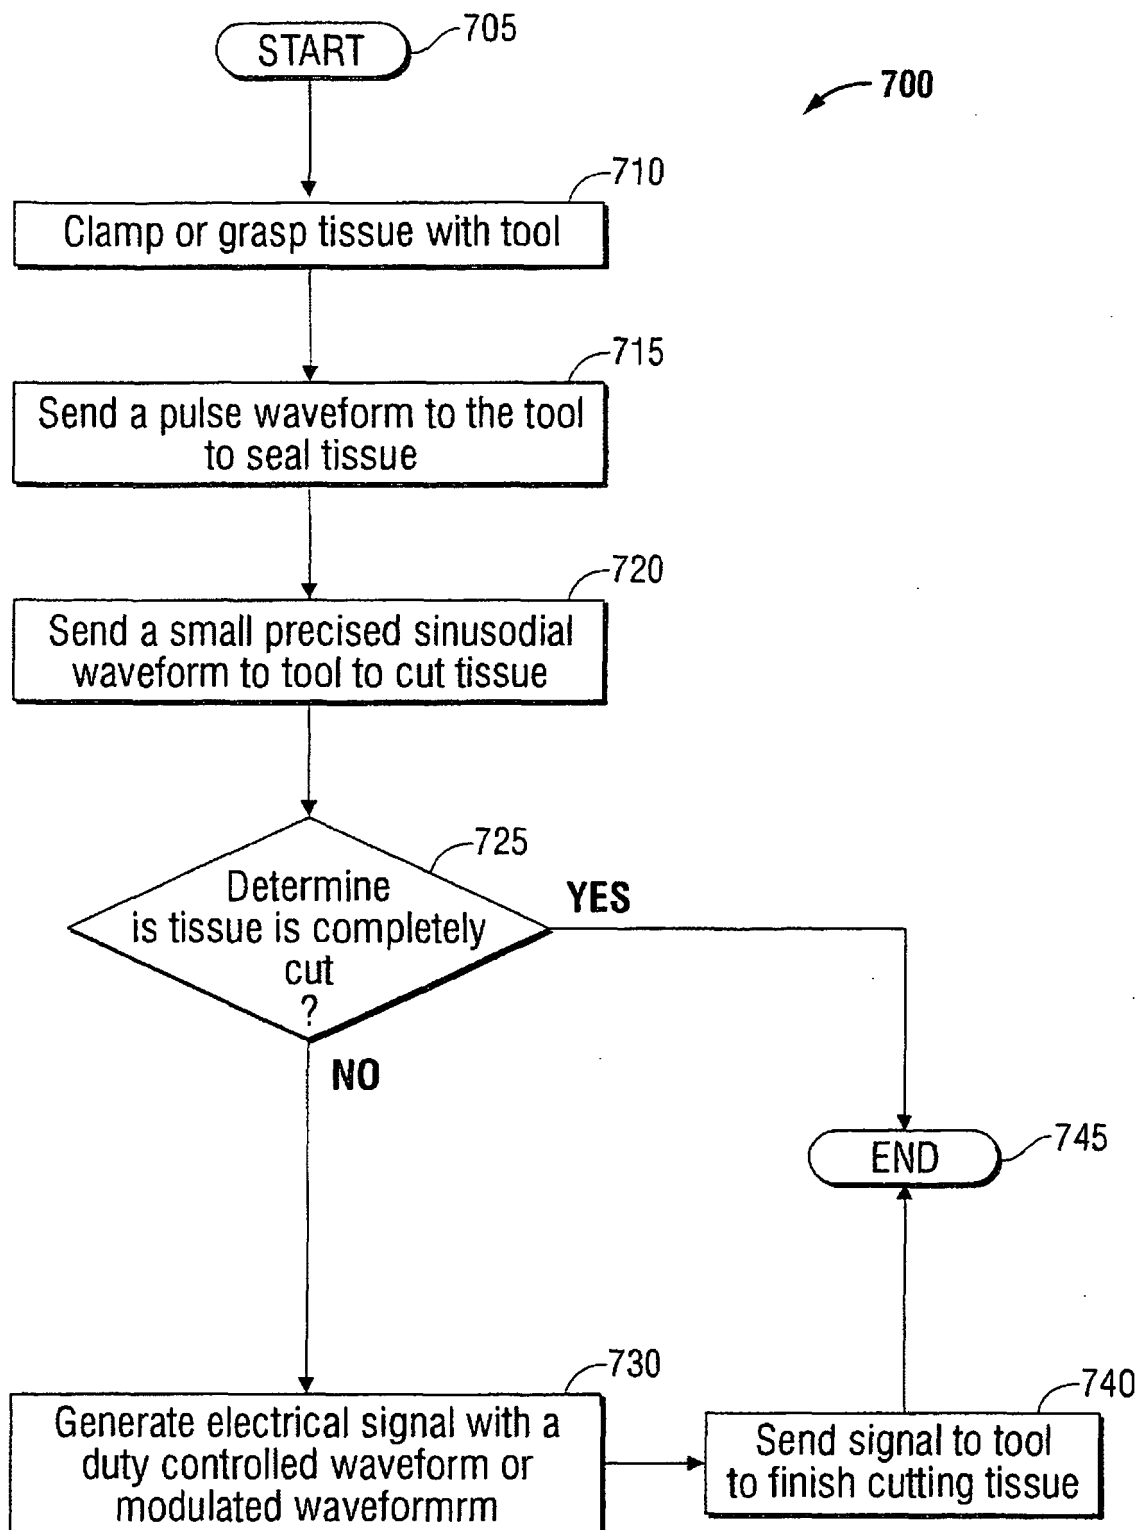 START
705
700
710
Clamp or grasp tissue with tool
715
Send a pulse waveform to the tool
to seal tissue
720
Send a small precised sinusodial
waveform to tool to cut tissue
725
Determine
is tissue is completely
cut
?
YES
NO
END
745
730
Generate electrical signal with a
duty controlled waveform or
modulated waveformrm
740
Send signal to tool
to finish cutting tissue